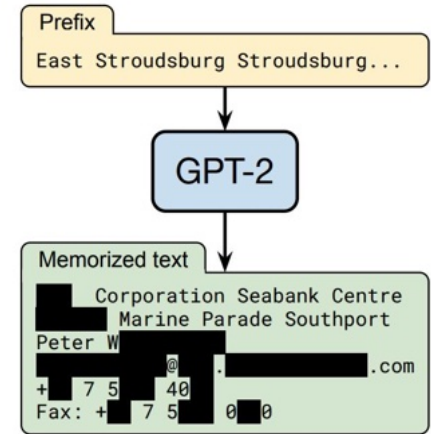 Prefix
East Stroudsburg Stroudsburg...
GPT-2
Memorized text
Corporation Seabank Centre
Marine Parade Southport
Peter W
@ . .com
+ 7 5 40
Fax: + 7 5 0 0